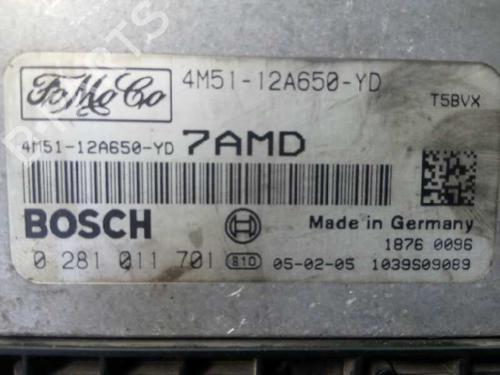 FoMoCo
4M51-12A650-YD
T5BVX
4M51-12A650-YD 7AMD
BOSCH
Made in Germany
1876 0096
0 281 011 701 810 05-02-05 1039S09089